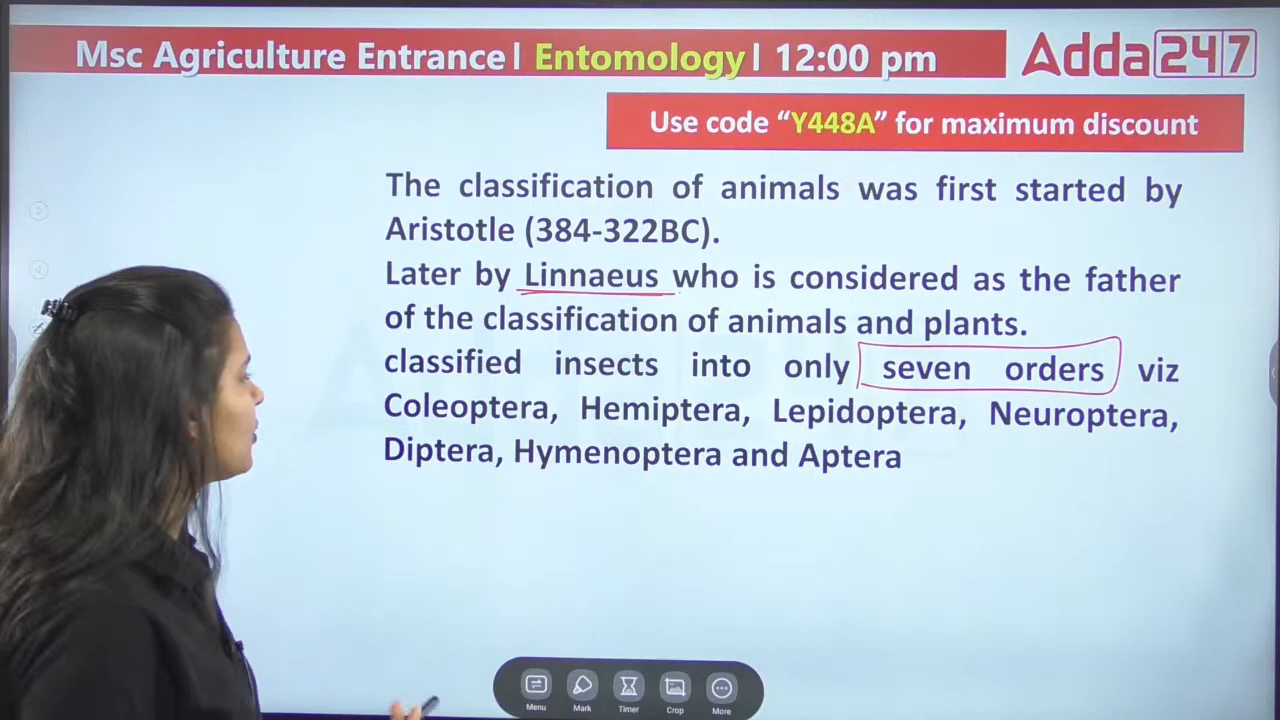 Msc Agriculture Entrance l Entomology l 12:00 pm
Adda247
Use code “Y448A” for maximum discount
The classification of animals was first started by
Aristotle (384-322BC).
Later by Linnaeus who is considered as the father
of the classification of animals and plants.
classified insects into only seven orders viz
Coleoptera, Hemiptera, Lepidoptera, Neuroptera,
Diptera, Hymenoptera and Aptera
Menu Mark Timer Crop More